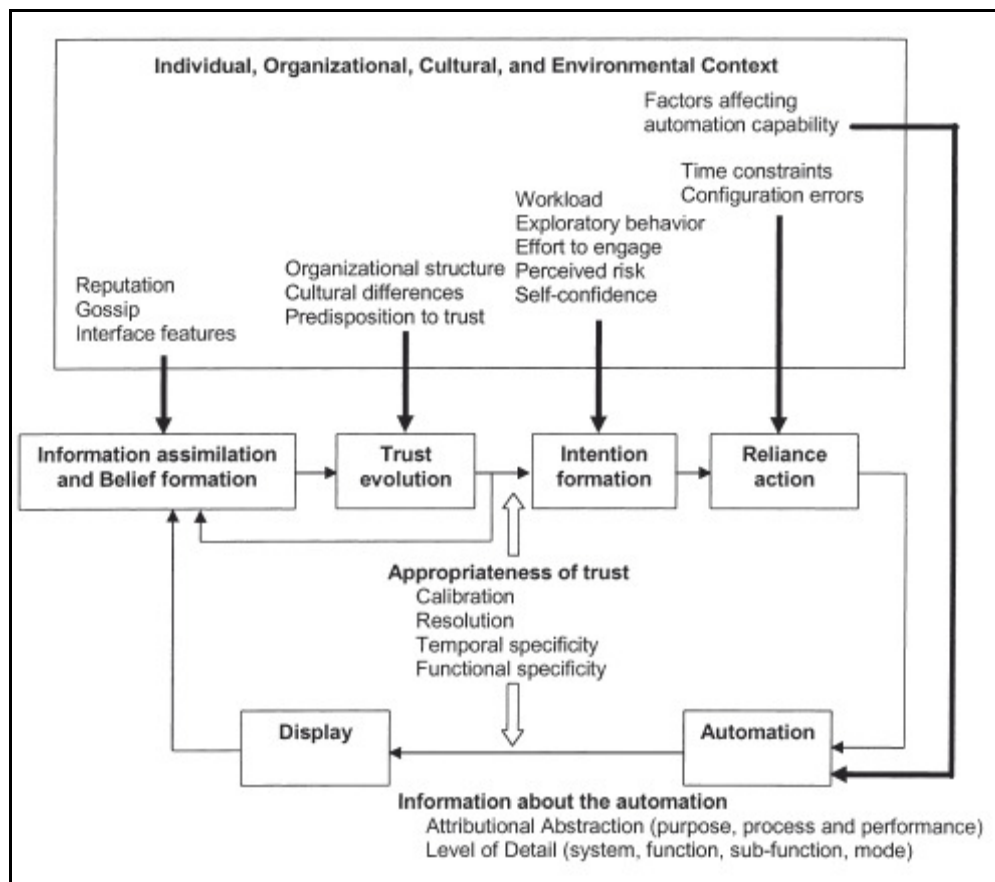 Individual, Organizational, Cultural, and Environmental Context
Factors affecting
automation capability
Time constraints
Configuration errors
Workload
Exploratory behavior
Effort to engage
Perceived risk
Self-confidence
Organizational structure
Cultural differences
Predisposition to trust
Reputation
Gossip
Interface features
Information assimilation
and Belief formation
Trust
evolution
Intention
formation
Reliance
action
Appropriateness of trust
Calibration
Resolution
Temporal specificity
Functional specificity
Display
Automation
Information about the automation
Attributional Abstraction (purpose, process and performance)
Level of Detail (system, function, sub-function, mode)